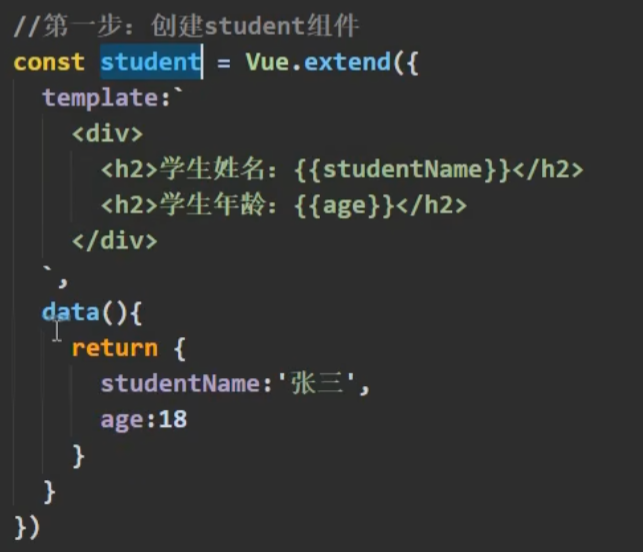 //第一步：创建student组件
const student = Vue.extend({
  template:`
    <div>
      <h2>学生姓名：{{studentName}}</h2>
      <h2>学生年龄：{{age}}</h2>
    </div>
  `,
  data(){
    return {
      studentName:'张三',
      age:18
    }
  }
})